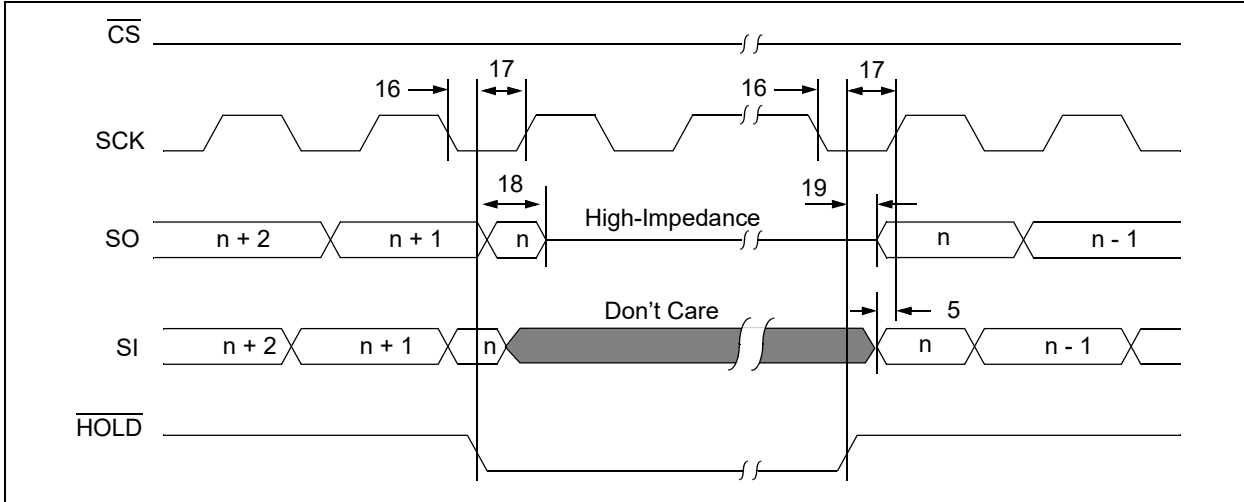 CS
17
17
16
16
SCK
18
19
High-Impedance
SO
n + 2
n + 1
n
n
n - 1
Don't Care
5
SI
n + 2
n + 1
n
n
n - 1
HOLD